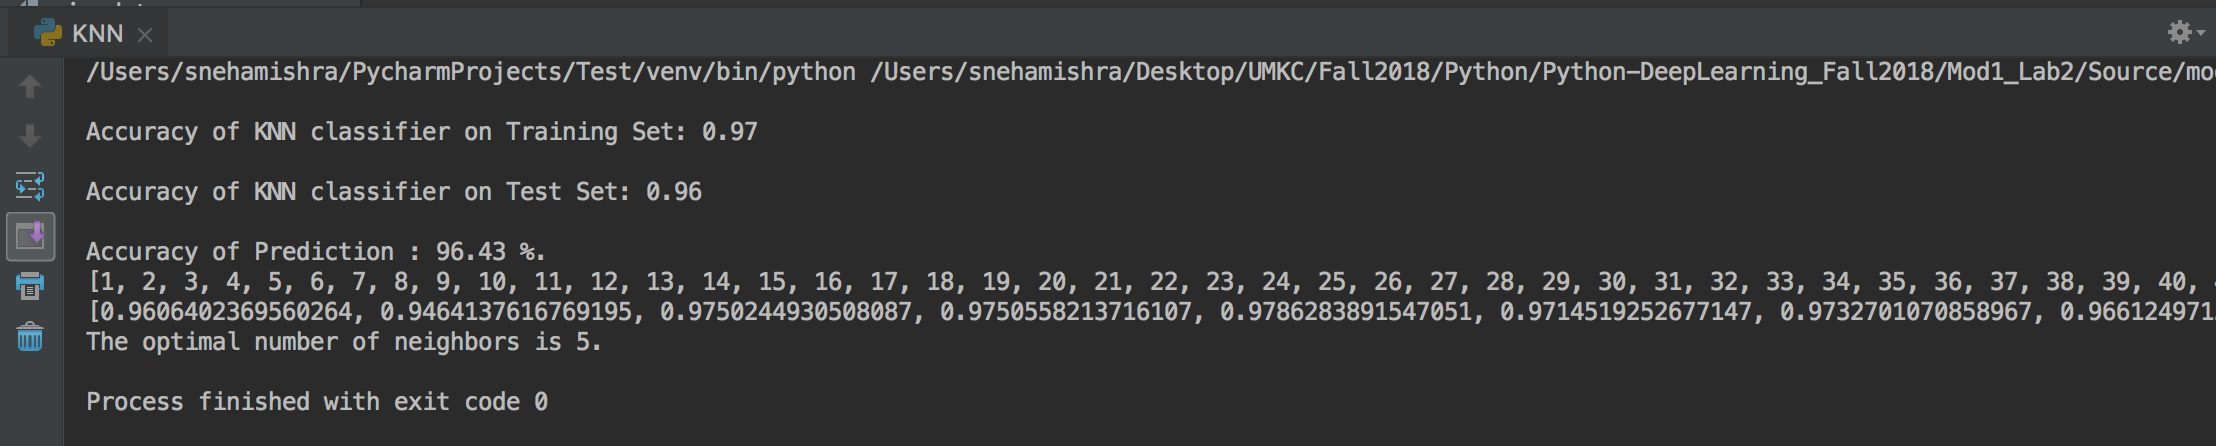 KNN
/Users/snehamishra/PycharmProjects/Test/venv/bin/python /Users/snehamishra/Desktop/UMKC/Fall2018/Python/Python-DeepLearning_Fall2018/Mod1_Lab2/Source/mo
Accuracy of KNN classifier on Training Set: 0.97
Accuracy of KNN classifier on Test Set: 0.96
Accuracy of Prediction : 96.43 %.
[1, 2, 3, 4, 5, 6, 7, 8, 9, 10, 11, 12, 13, 14, 15, 16, 17, 18, 19, 20, 21, 22, 23, 24, 25, 26, 27, 28, 29, 30, 31, 32, 33, 34, 35, 36, 37, 38, 39, 40,
[0.9606402369560264, 0.9464137616769195, 0.9750244930508087, 0.9750558213716107, 0.9786283891547051, 0.9714519252677147, 0.9732701070858967, 0.966124971
The optimal number of neighbors is 5.
Process finished with exit code 0